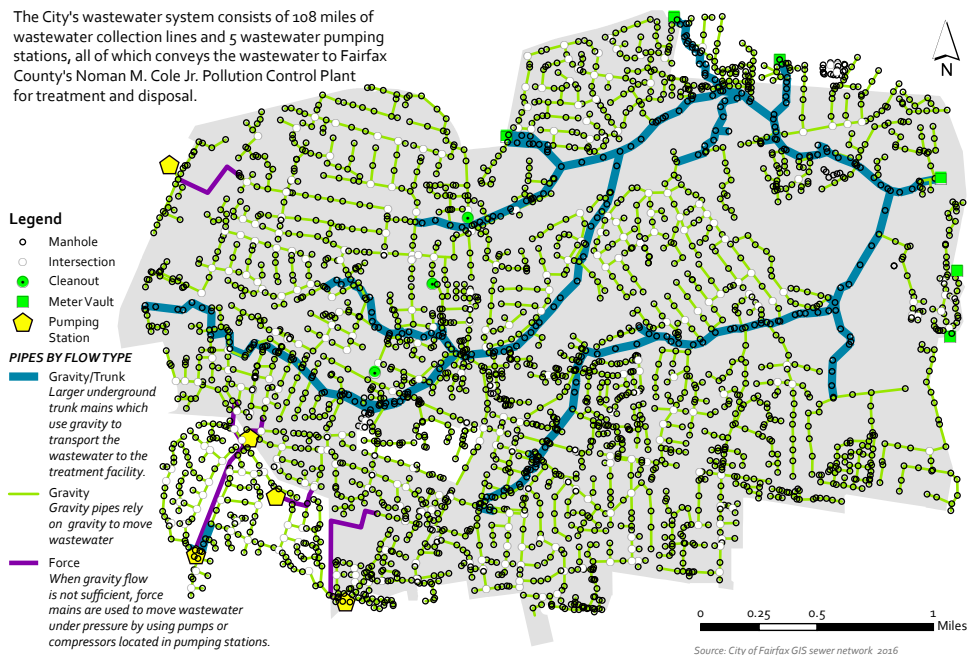 The City's wastewater system consists of 108 miles of
wastewater collection lines and 5 wastewater pumping
stations, all of which conveys the wastewater to Fairfax
County's Noman M. Cole Jr. Pollution Control Plant
for treatment and disposal.
N
Legend
Manhole
Intersection
Cleanout
Meter Vault
Pumping
Station
PIPES BY FLOW TYPE
Gravity/Trunk
Larger underground
trunk mains which
use gravity to
transport the
wastewater to the
treatment facility.
Gravity
Gravity pipes rely
on gravity to move
wastewater
Force
When gravity flow
is not sufficient, force
mains are used to move wastewater
under pressure by using pumps or
compressors located in pumping stations.
0 0.25 0.5 1
Miles
Source: City of Fairfax GIS sewer network 2016